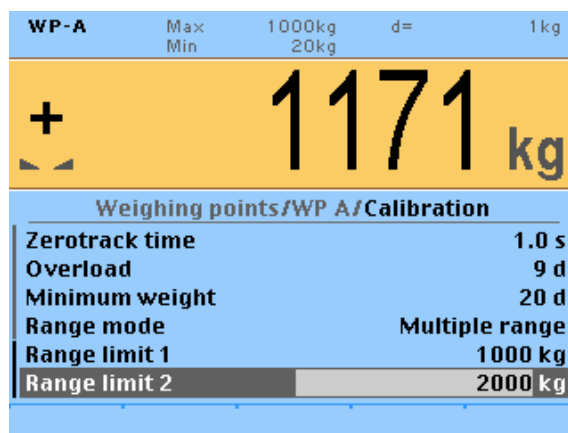 WP-A Max 1000kg d= 1kg
Min 20kg
+ 1171 kg
Weighing points/WP A/Calibration
Zerotrack time 1.0 s
Overload 9 d
Minimum weight 20 d
Range mode Multiple range
Range limit 1 1000 kg
Range limit 2 2000 kg